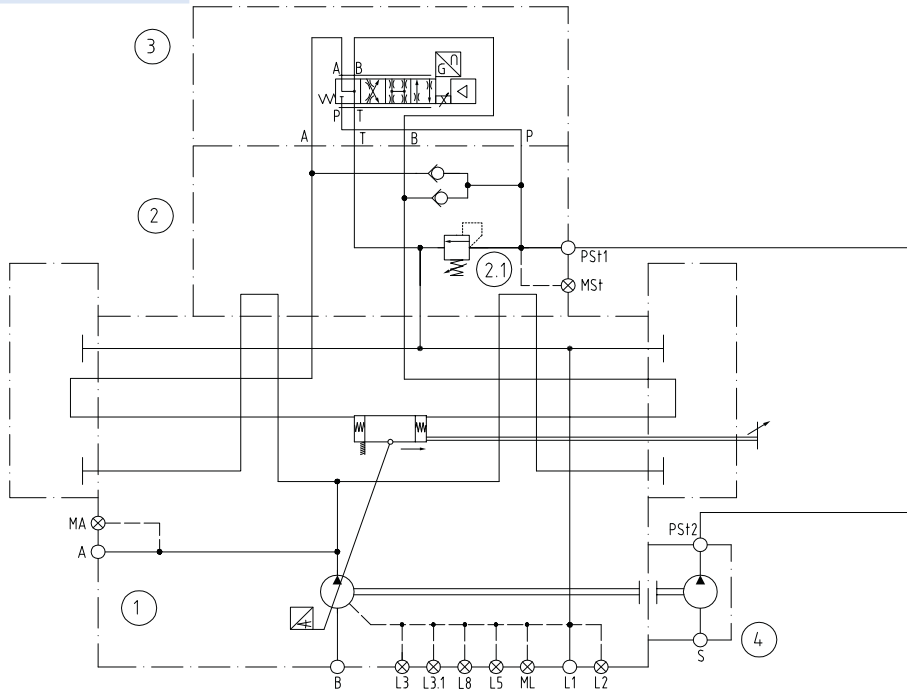 3
G U
A B
P T
A T B P
2
2.1
PSt1
MSt
MA
A
PSt2
1
4
S
B L3 L3.1 L8 L5 ML L1 L2